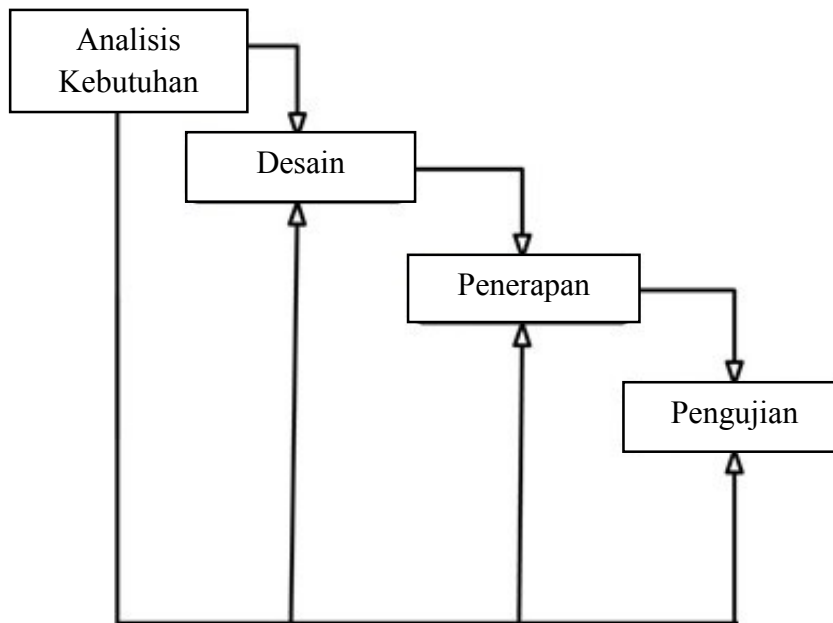 Analisis
Kebutuhan
Desain
Penerapan
Pengujian